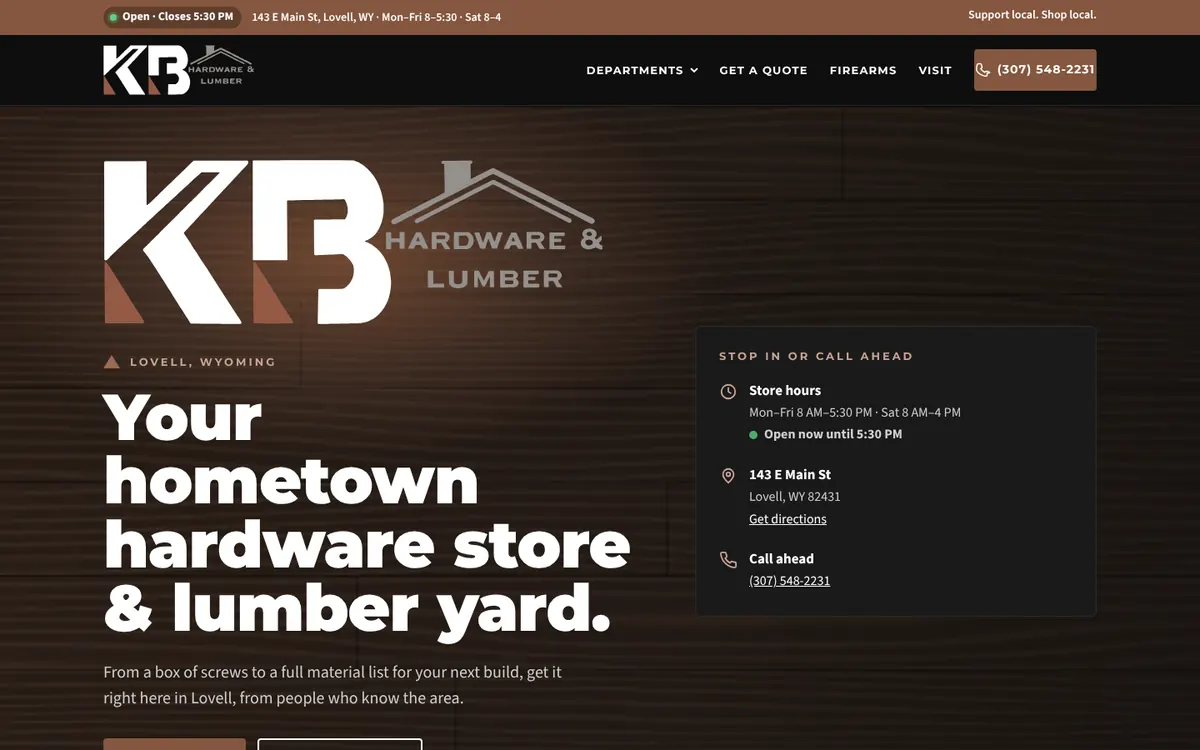 Open · Closes 5:30 PM
143 E Main St, Lovell, WY · Mon–Fri 8–5:30 · Sat 8–4
Support local. Shop local.
KB HARDWARE &
LUMBER
DEPARTMENTS
GET A QUOTE
FIREARMS
VISIT
(307) 548-2231
KB
HARDWARE &
LUMBER
LOVELL, WYOMING
Your
hometown
hardware store
& lumber yard.
From a box of screws to a full material list for your next build, get it
right here in Lovell, from people who know the area.
STOP IN OR CALL AHEAD
Store hours
Mon–Fri 8 AM–5:30 PM · Sat 8 AM–4 PM
Open now until 5:30 PM
143 E Main St
Lovell, WY 82431
Get directions
Call ahead
(307) 548-2231